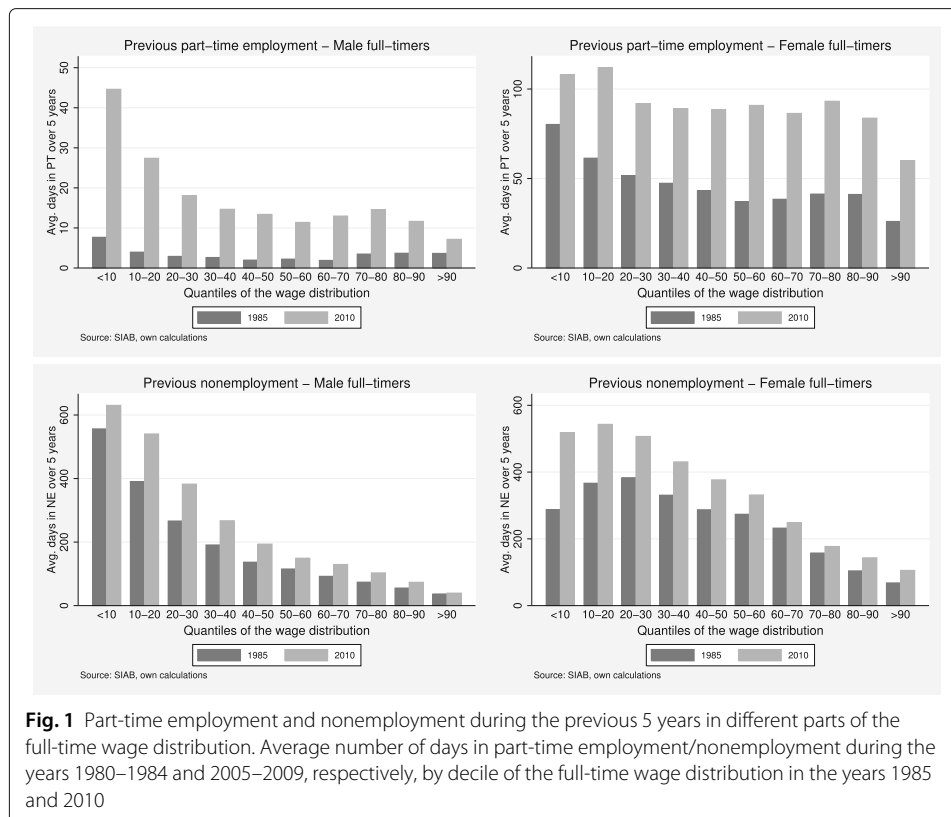 Previous part-time employment – Male full-timers
Avg. days in PT over 5 years
50
40
30
20
10
0
<10 10–20 20–30 30–40 40–50 50–60 60–70 70–80 80–90 >90
Quantiles of the wage distribution
1985 2010
Source: SIAB, own calculations
Previous part-time employment – Female full-timers
Avg. days in PT over 5 years
100
50
0
<10 10–20 20–30 30–40 40–50 50–60 60–70 70–80 80–90 >90
Quantiles of the wage distribution
1985 2010
Source: SIAB, own calculations
Previous nonemployment – Male full-timers
Avg. days in NE over 5 years
600
400
200
0
<10 10–20 20–30 30–40 40–50 50–60 60–70 70–80 80–90 >90
Quantiles of the wage distribution
1985 2010
Source: SIAB, own calculations
Previous nonemployment – Female full-timers
Avg. days in NE over 5 years
600
400
200
0
<10 10–20 20–30 30–40 40–50 50–60 60–70 70–80 80–90 >90
Quantiles of the wage distribution
1985 2010
Source: SIAB, own calculations
Fig. 1 Part-time employment and nonemployment during the previous 5 years in different parts of the
full-time wage distribution. Average number of days in part-time employment/nonemployment during the
years 1980–1984 and 2005–2009, respectively, by decile of the full-time wage distribution in the years 1985
and 2010